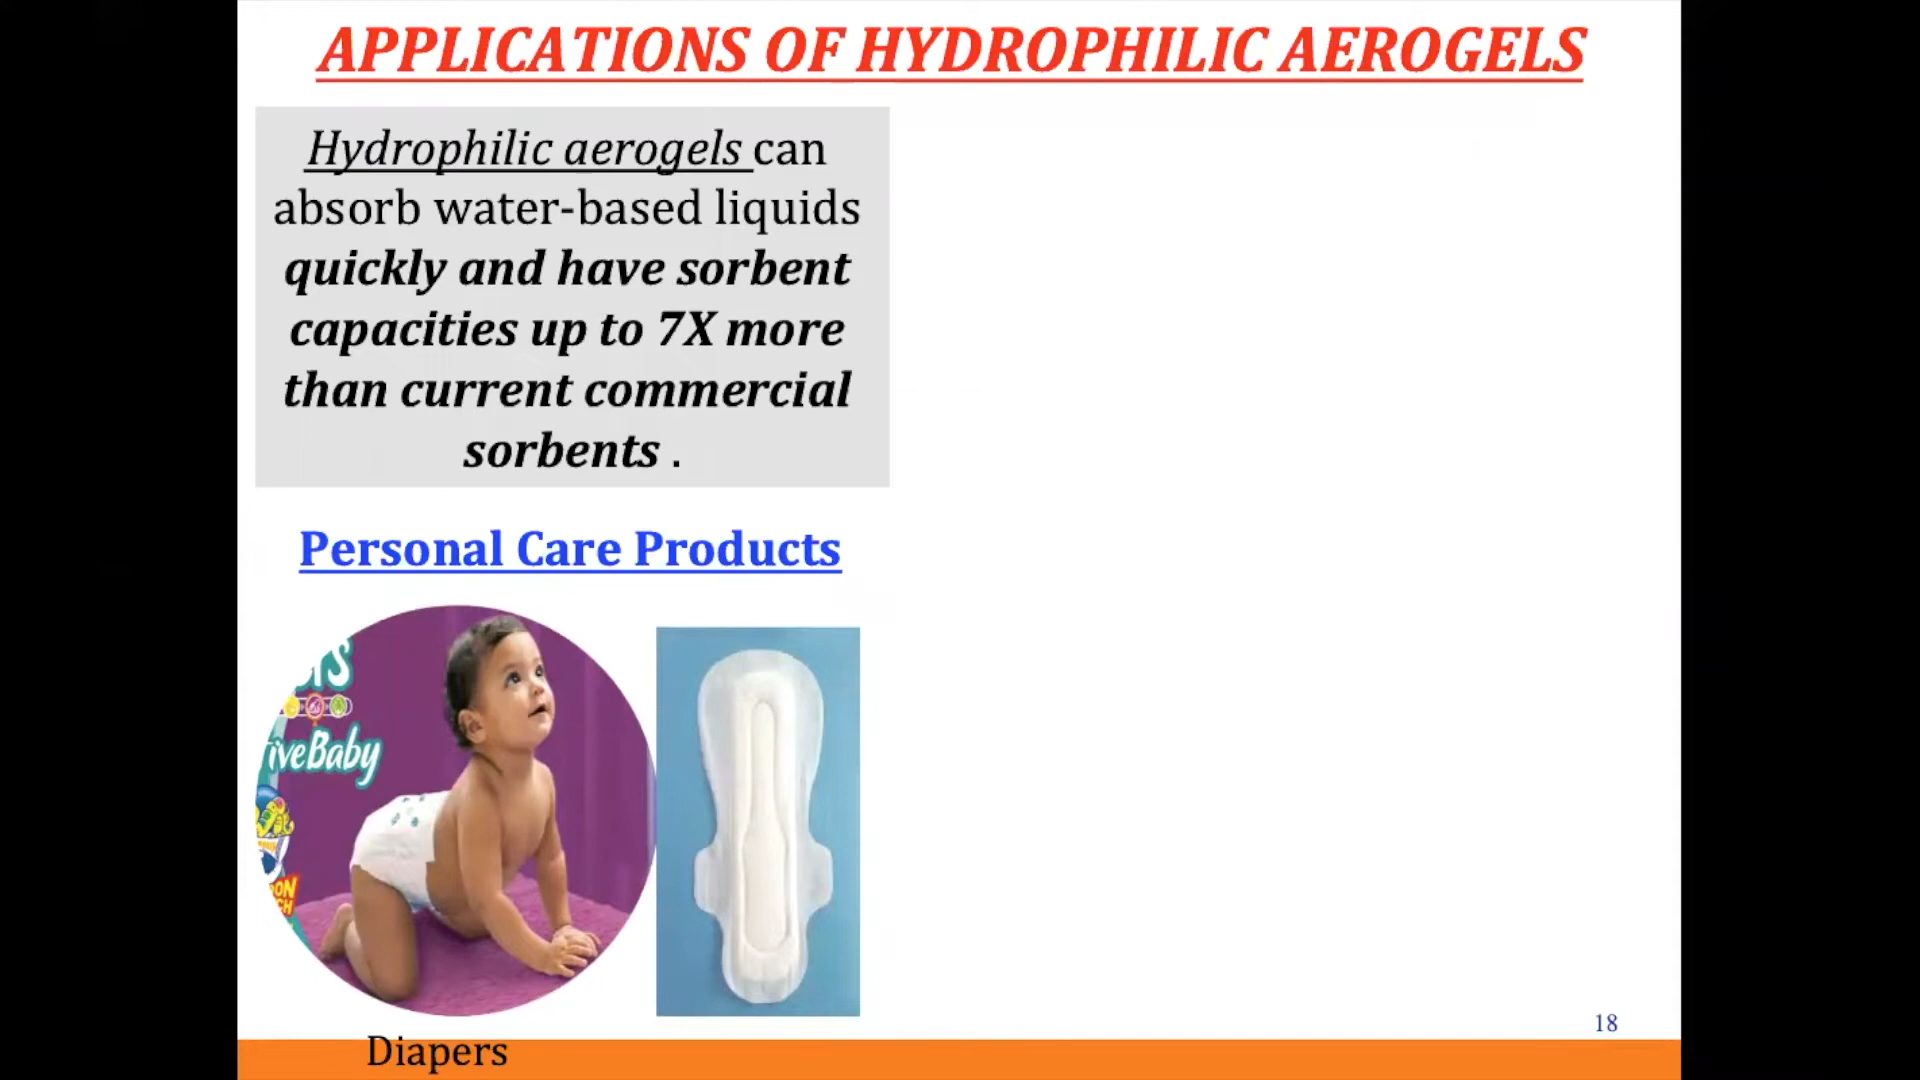 APPLICATIONS OF HYDROPHILIC AEROGELS
Hydrophilic aerogels can
absorb water-based liquids
quickly and have sorbent
capacities up to 7X more
than current commercial
sorbents .
Personal Care Products
iveBaby
Diapers
18